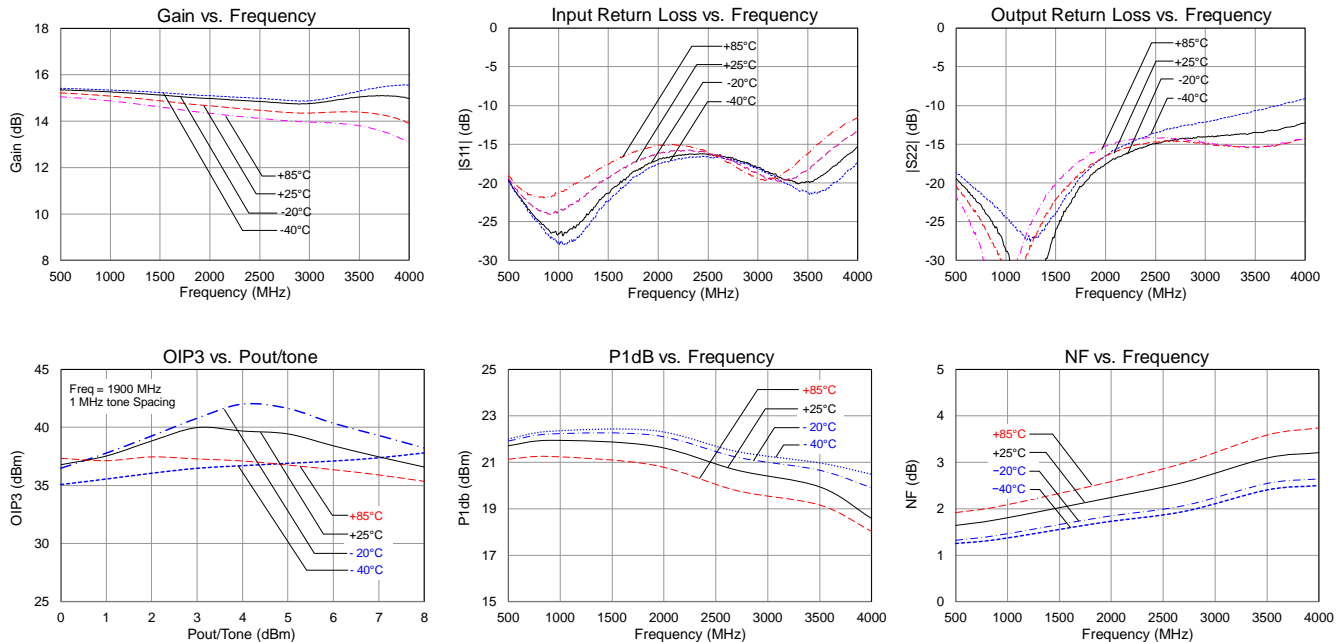 Gain vs. Frequency
18
16
14
12
10
8
Gain (dB)
+85°C
+25°C
-20°C
-40°C
500 1000 1500 2000 2500 3000 3500 4000
Frequency (MHz)
Input Return Loss vs. Frequency
0
-5
-10
-15
-20
-25
-30
|S11| (dB)
+85°C
+25°C
-20°C
-40°C
500 1000 1500 2000 2500 3000 3500 4000
Frequency (MHz)
Output Return Loss vs. Frequency
0
-5
-10
-15
-20
-25
-30
|S22| (dB)
+85°C
+25°C
-20°C
-40°C
500 1000 1500 2000 2500 3000 3500 4000
Frequency (MHz)
OIP3 vs. Pout/tone
45
40
35
30
25
OIP3 (dBm)
Freq = 1900 MHz
1 MHz tone Spacing
+85°C
+25°C
- 20°C
- 40°C
0 1 2 3 4 5 6 7 8
Pout/Tone (dBm)
P1dB vs. Frequency
25
23
21
19
17
15
P1db (dBm)
+85°C
+25°C
- 20°C
- 40°C
500 1000 1500 2000 2500 3000 3500 4000
Frequency (MHz)
NF vs. Frequency
5
4
3
2
1
0
NF (dB)
+85°C
+25°C
−20°C
−40°C
500 1000 1500 2000 2500 3000 3500 4000
Frequency (MHz)